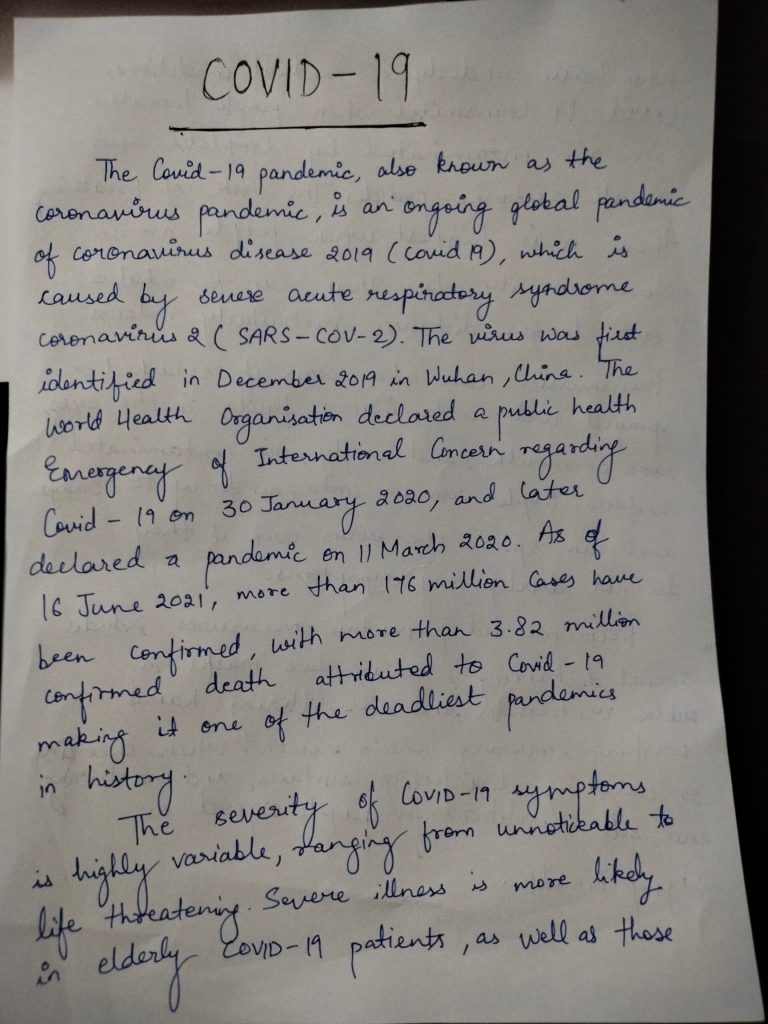 COVID-19
The Covid-19 pandemic, also known as the
coronavirus pandemic, is an ongoing global pandemic
of coronavirus disease 2019 (covid 19), which is
caused by severe acute respiratory syndrome
coronavirus 2 ( SARS-COV-2). The virus was first
identified in December 2019 in Wuhan, China. The
World Health Organisation declared a public health
Emergency of International Concern regarding
Covid - 19 on 30 January 2020, and later
declared a pandemic on 11 March 2020. As of
16 June 2021, more than 176 million cases have
been confirmed, with more than 3.82 million
confirmed death attributed to Covid - 19
making it one of the deadliest pandemics
in history.
The severity of COVID-19 symptoms
is highly variable, ranging from unnoticeable to
life threatening. Severe illness is more likely
in elderly COVID-19 patients, as well as those